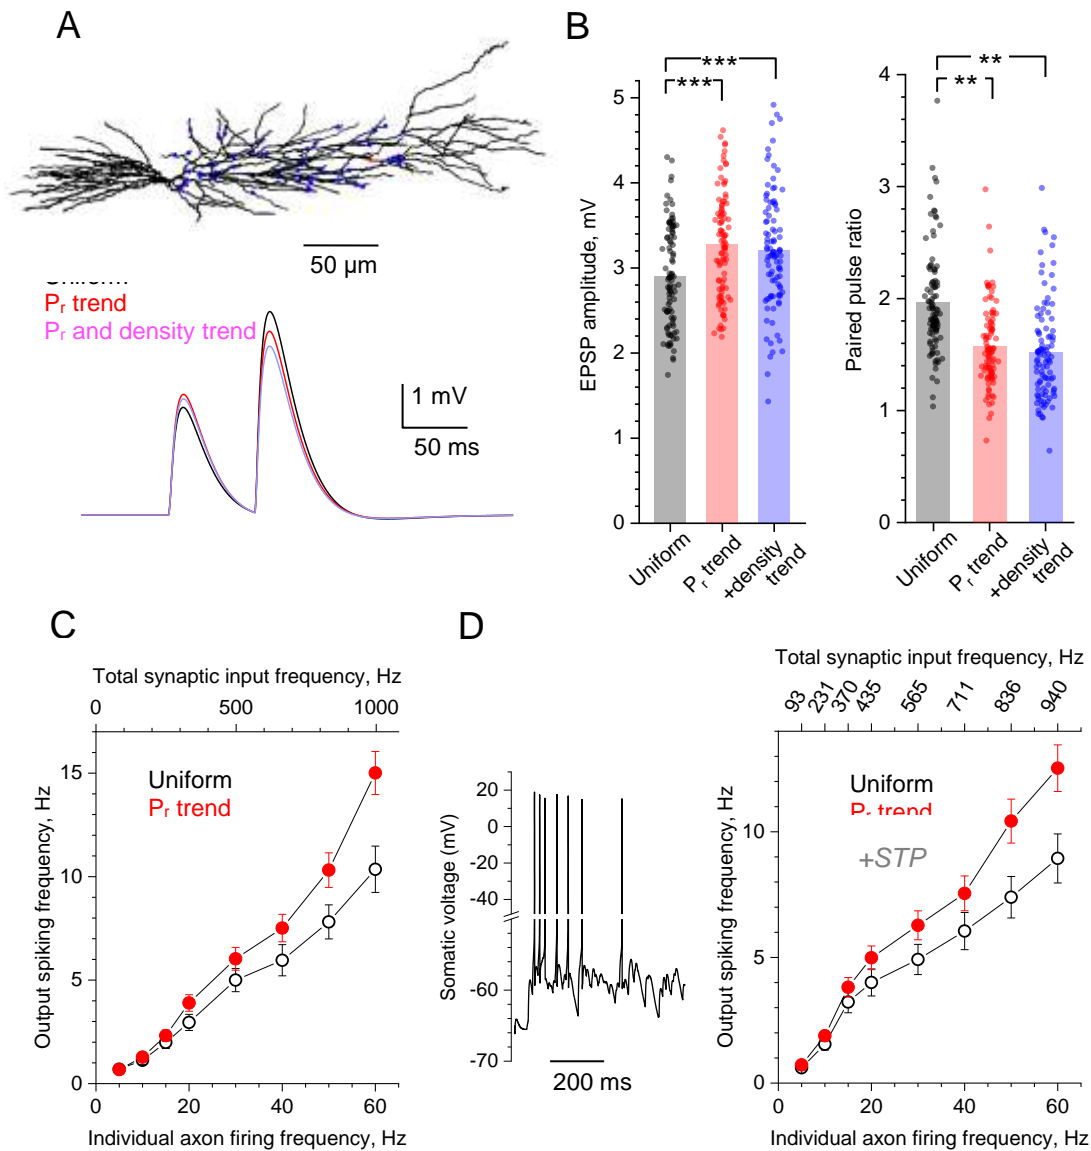 A
50 µm
Uniform
Pr trend
Pr and density trend
1 mV
50 ms
B
***
***
EPSP amplitude, mV
5
4
3
2
1
0
Uniform
Pr trend
+density trend
**
**
Paired pulse ratio
4
3
2
1
0
Uniform
Pr trend
+density trend
C
Total synaptic input frequency, Hz
0 500 1000
Output spiking frequency, Hz
15
10
5
0
Uniform
Pr trend
0 20 40 60
Individual axon firing frequency, Hz
D
Somatic voltage (mV)
20
0
-20
-40
-60
-70
200 ms
Total synaptic input frequency, Hz
93 231 370 435 565 711 836 940
Output spiking frequency, Hz
10
5
0
Uniform
Pr trend
+STP
0 20 40 60
Individual axon firing frequency, Hz